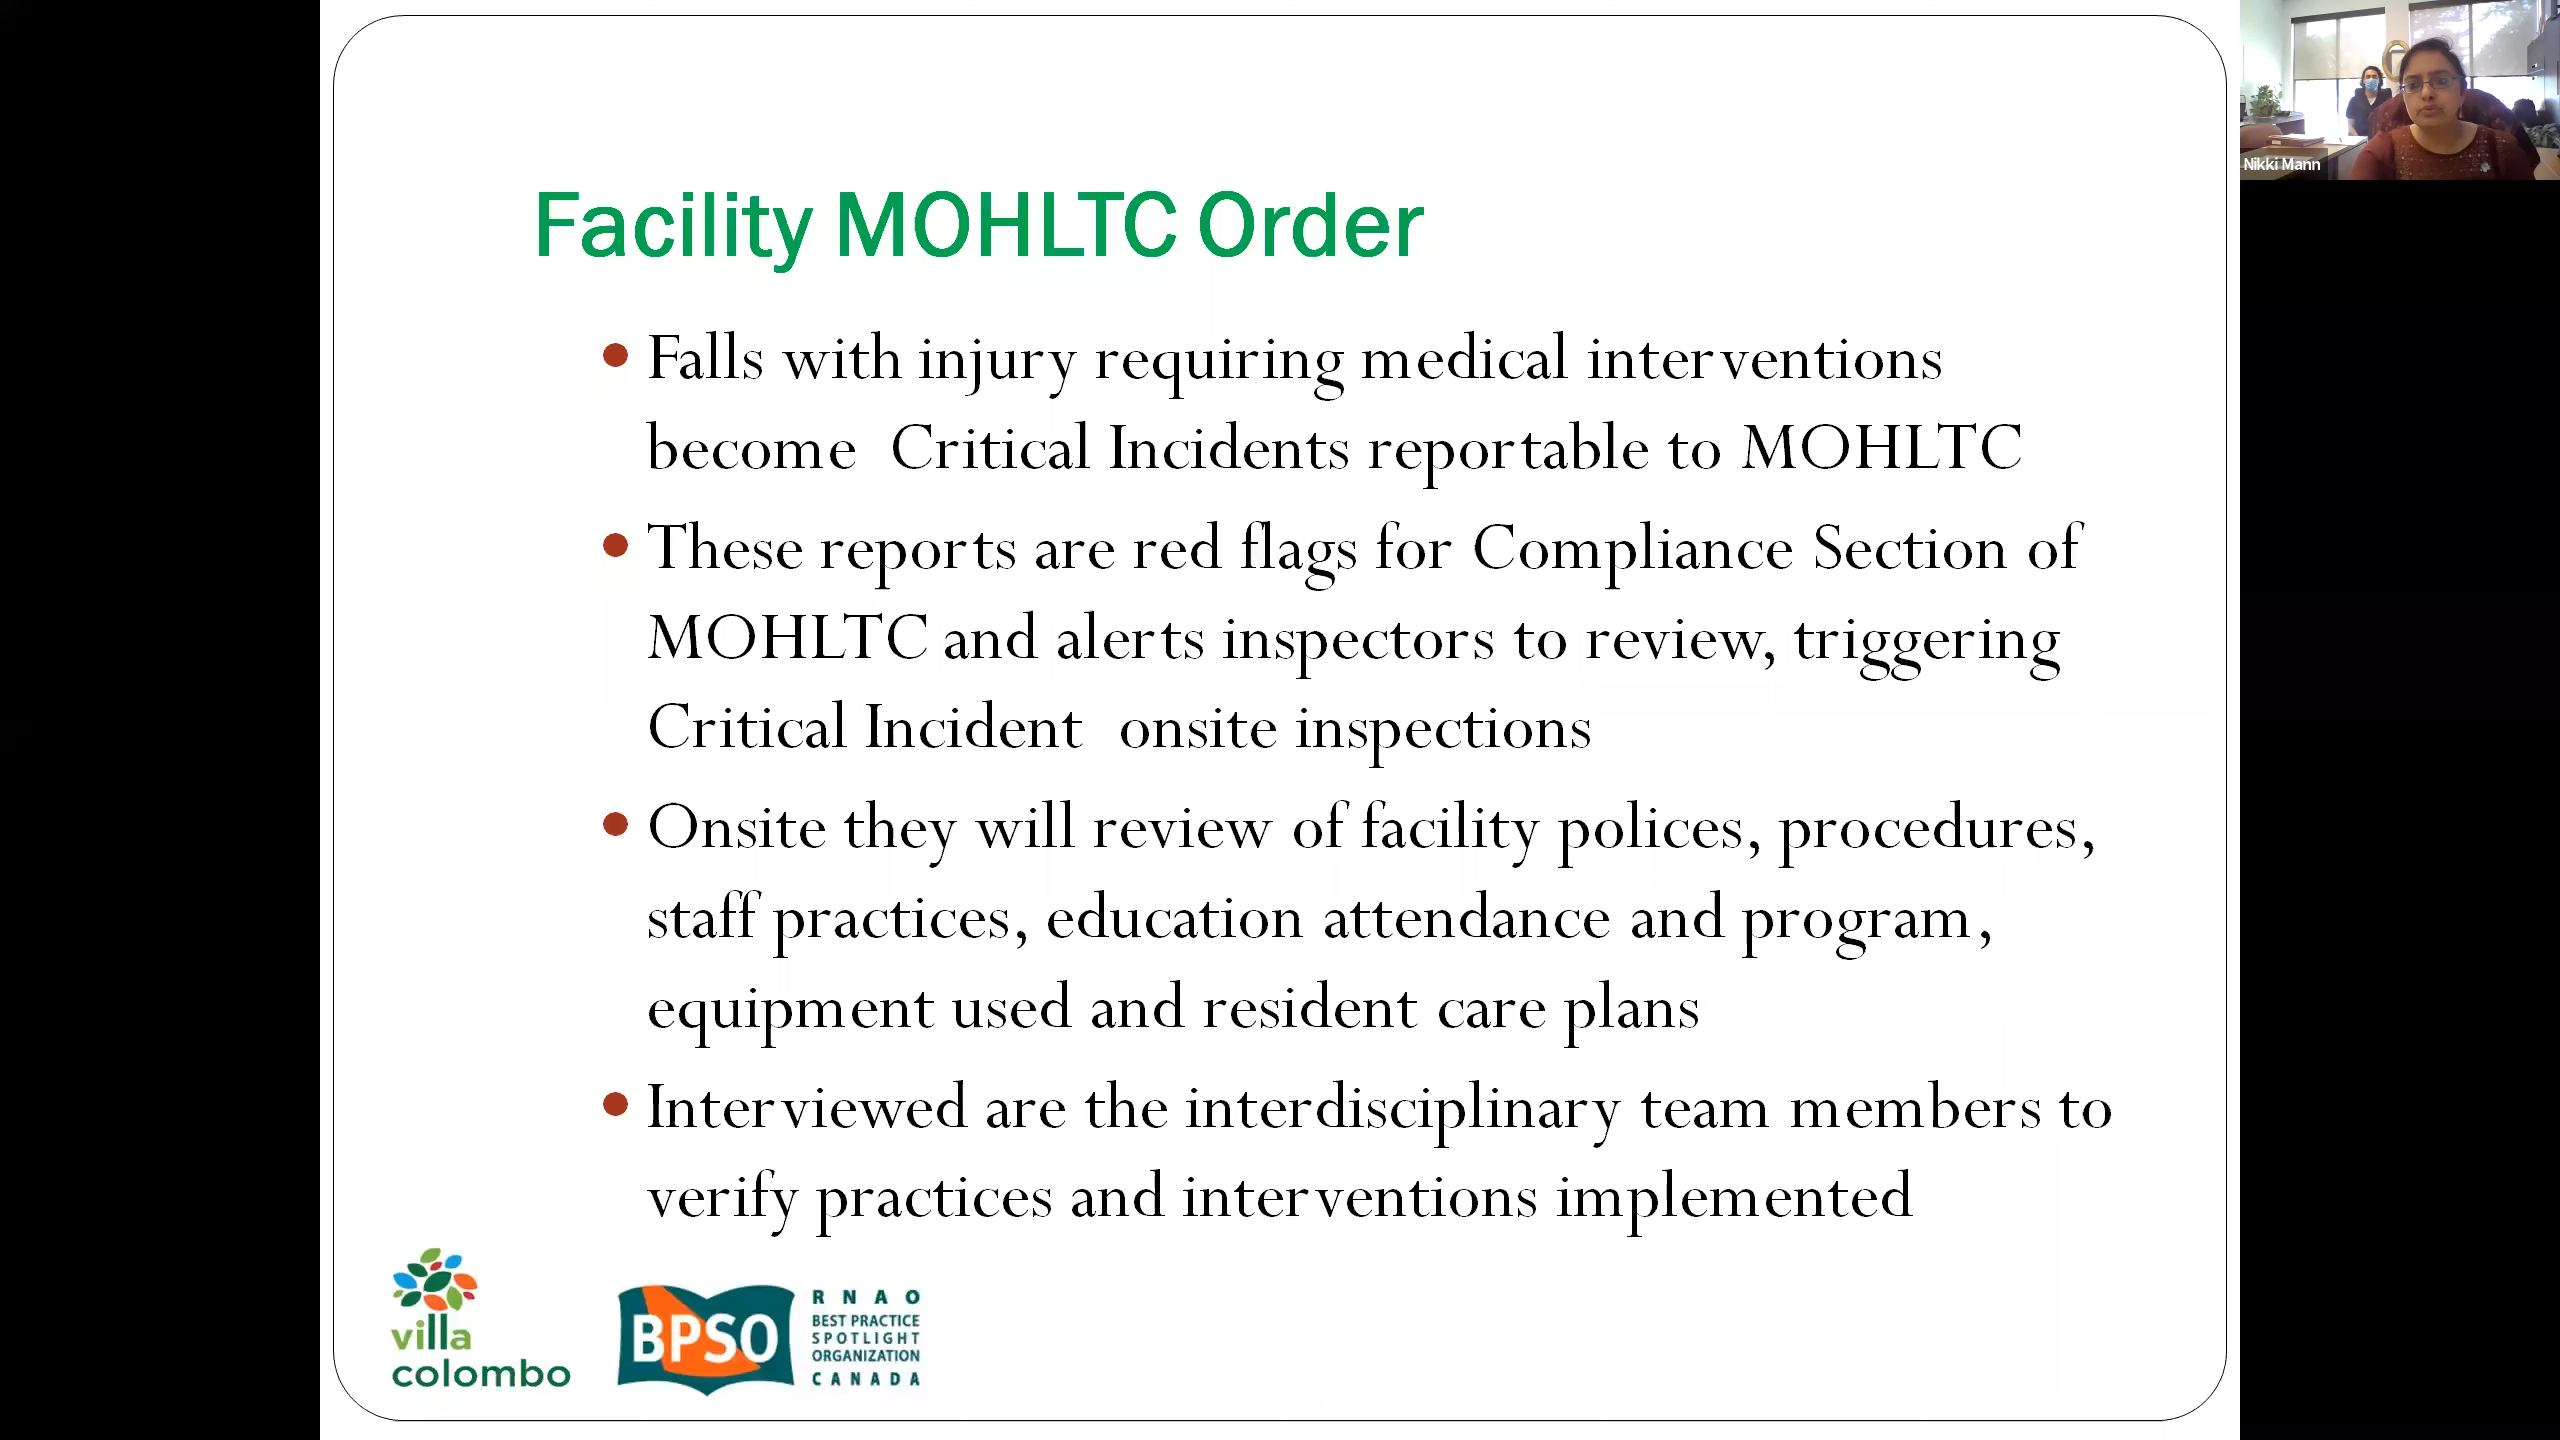 Nikki Mann
Facility MOHLTC Order
• Falls with injury requiring medical interventions
become  Critical Incidents reportable to MOHLTC
• These reports are red flags for Compliance Section of
MOHLTC and alerts inspectors to review, triggering
Critical Incident  onsite inspections
• Onsite they will review of facility polices, procedures,
staff practices, education attendance and program,
equipment used and resident care plans
• Interviewed are the interdisciplinary team members to
verify practices and interventions implemented
villa
colombo
BPSO
RNAO
BEST PRACTICE
SPOTLIGHT
ORGANIZATION
CANADA